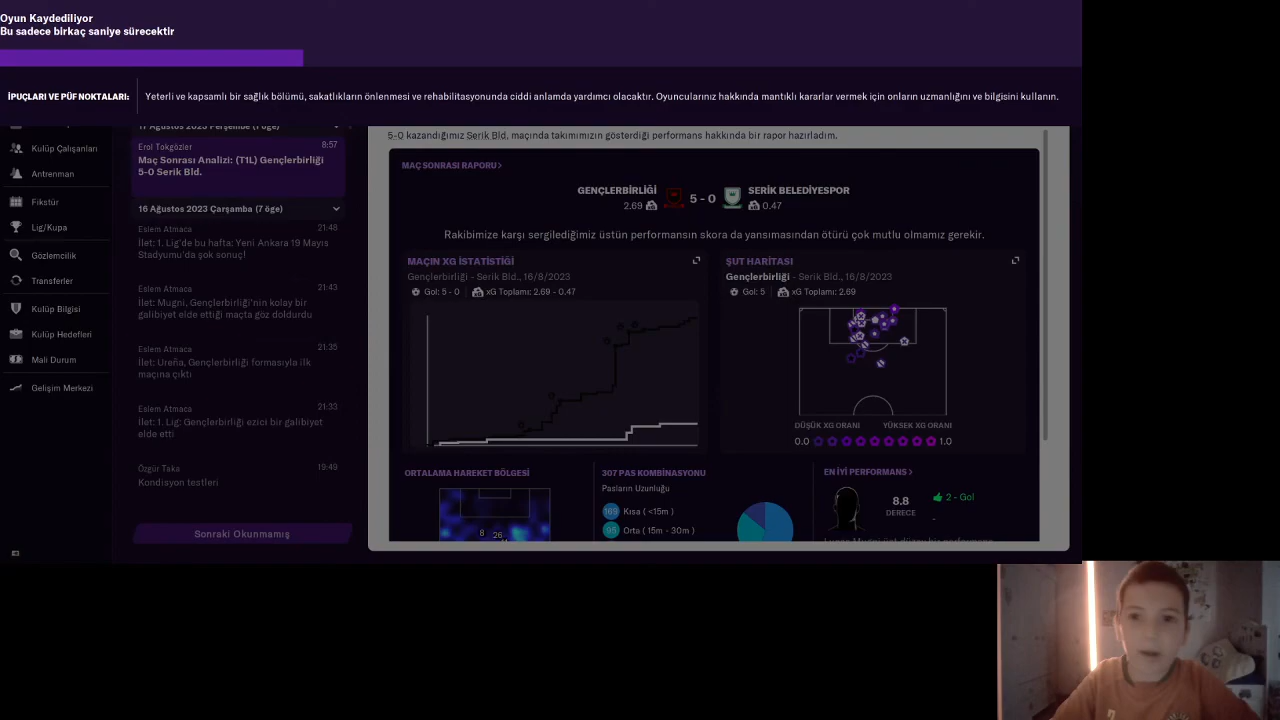 Oyun Kaydediliyor
Bu sadece birkaç saniye sürecektir
İPUÇLARI VE PÜF NOKTALARI:
Yeterli ve kapsamlı bir sağlık bölümü, sakatlıkların önlenmesi ve rehabilitasyonunda ciddi anlamda yardımcı olacaktır. Oyuncularınız hakkında mantıklı kararlar vermek için onların uzmanlığını ve bilgisini kullanın.
Kulüp Çalışanları
Antrenman
Fikstür
Lig/Kupa
Gözlemcilik
Transferler
Kulüp Bilgisi
Kulüp Hedefleri
Mali Durum
Gelişim Merkezi
17 Ağustos 2023 Perşembe (1 öge)
Erol Tokgözler 8:57
Maç Sonrası Analizi: (T1L) Gençlerbirliği
5-0 Serik Bld.
16 Ağustos 2023 Çarşamba (7 öge)
Eslem Atmaca 21:48
İlet: 1. Lig'de bu hafta: Yeni Ankara 19 Mayıs
Stadyumu'da şok sonuç!
Eslem Atmaca 21:43
İlet: Mugni, Gençlerbirliği'nin kolay bir
galibiyet elde ettiği maçta göz doldurdu
Eslem Atmaca 21:35
İlet: Ureña, Gençlerbirliği formasıyla ilk
maçına çıktı
Eslem Atmaca 21:33
İlet: 1. Lig: Gençlerbirliği ezici bir galibiyet
elde etti
Özgür Taka 19:49
Kondisyon testleri
Sonraki Okunmamış
5-0 kazandığımız Serik Bld. maçında takımımızın gösterdiği performans hakkında bir rapor hazırladım.
MAÇ SONRASI RAPORU
GENÇLERBİRLİĞİ 5 - 0 SERİK BELEDİYESPOR
2.69 0.47
Rakibimize karşı sergilediğimiz üstün performansın skora da yansımasından ötürü çok mutlu olmamız gerekir.
MAÇIN XG İSTATİSTİĞİ
Gençlerbirliği - Serik Bld., 16/8/2023
Gol: 5 - 0 xG Toplamı: 2.69 - 0.47
ŞUT HARİTASI
Gençlerbirliği - Serik Bld., 16/8/2023
Gol: 5 xG Toplamı: 2.69
DÜŞÜK XG ORANI YÜKSEK XG ORANI
0.0 1.0
ORTALAMA HAREKET BÖLGESİ
8 26
307 PAS KOMBİNASYONU
Pasların Uzunluğu
169 Kısa ( <15m )
95 Orta ( 15m - 30m )
EN İYİ PERFORMANS
8.8
DERECE
2 - Gol
-